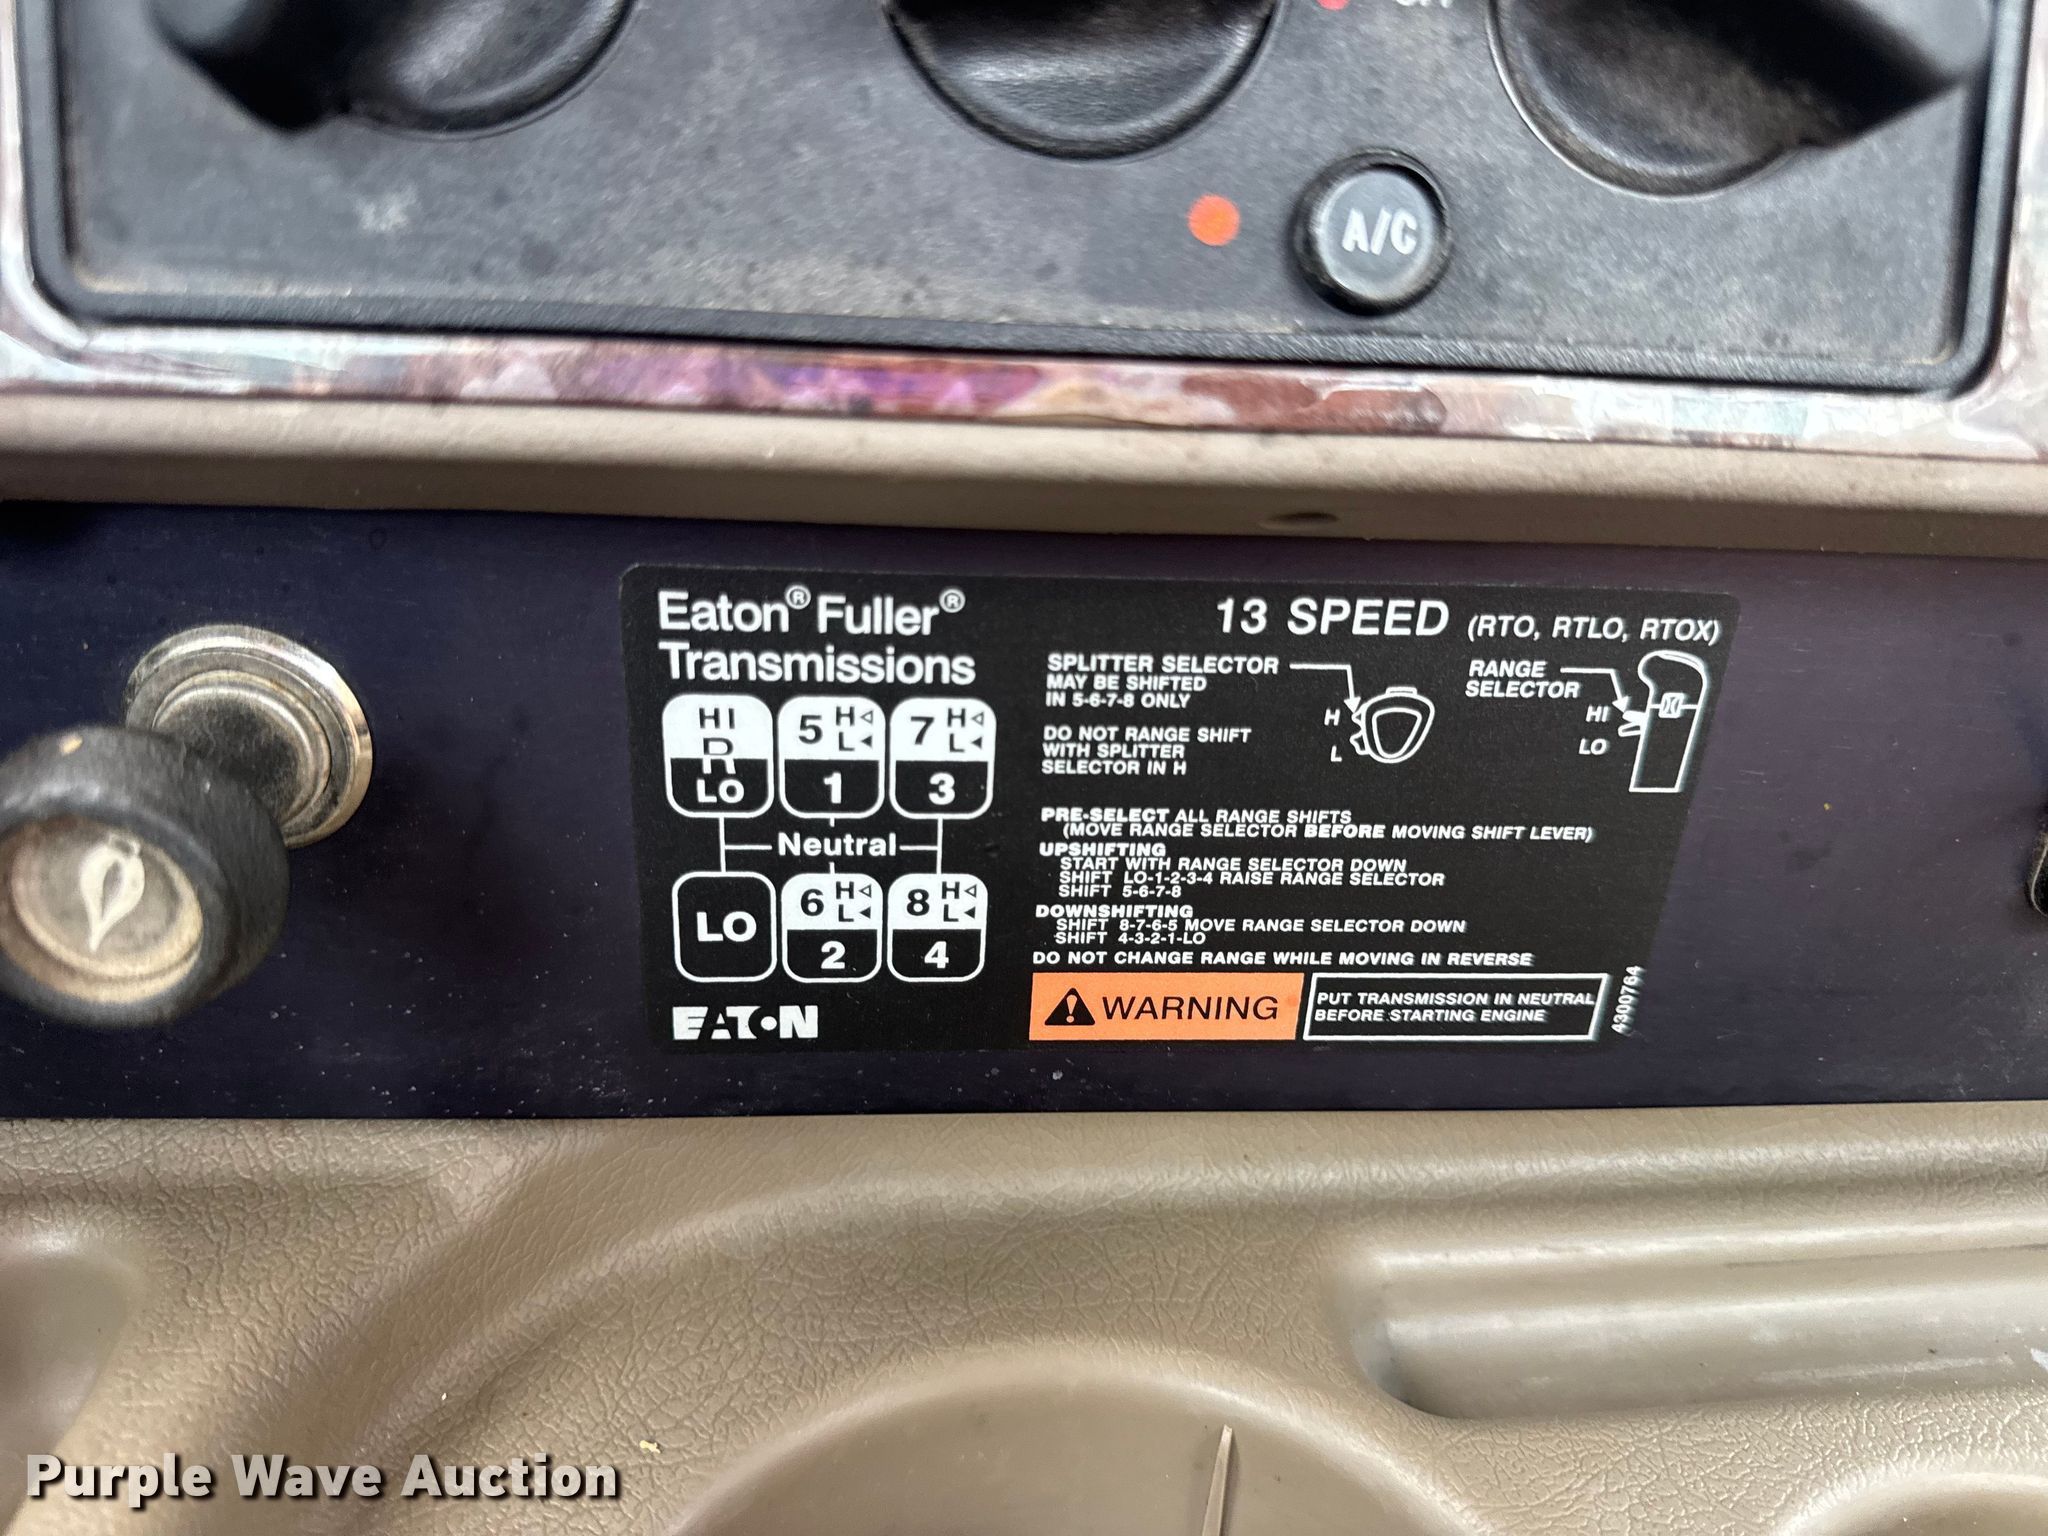 A/C
Eaton® Fuller®
Transmissions
13 SPEED (RTO, RTLO, RTOX)
HI
R
LO
5 H
L
1
7 H
L
3
Neutral
LO
6 H
L
2
8 H
L
4
EATON
SPLITTER SELECTOR
MAY BE SHIFTED
IN 5-6-7-8 ONLY
H
L
RANGE
SELECTOR
HI
LO
DO NOT RANGE SHIFT
WITH SPLITTER
SELECTOR IN H
PRE-SELECT ALL RANGE SHIFTS
(MOVE RANGE SELECTOR BEFORE MOVING SHIFT LEVER)
UPSHIFTING
START WITH RANGE SELECTOR DOWN
SHIFT LO-1-2-3-4 RAISE RANGE SELECTOR
SHIFT 5-6-7-8
DOWNSHIFTING
SHIFT 8-7-6-5 MOVE RANGE SELECTOR DOWN
SHIFT 4-3-2-1-LO
DO NOT CHANGE RANGE WHILE MOVING IN REVERSE
WARNING
PUT TRANSMISSION IN NEUTRAL
BEFORE STARTING ENGINE
4300764
Purple Wave Auction